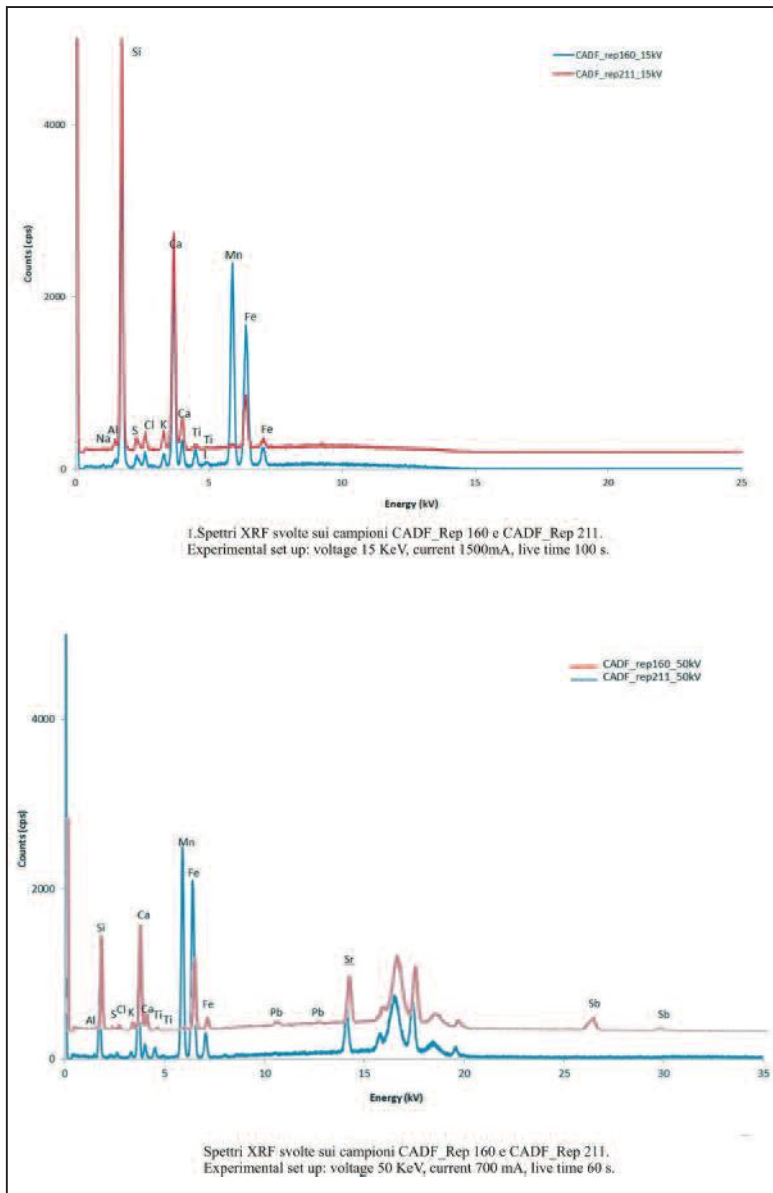 Si
CADF_rep160_15kV
CADF_rep211_15kV
4000
Counts (cps)
Mn
Ca
2000
Fe
Al
Na
S
Cl
K
Ca
Ti
Ti
Fe
0
0 5 10 15 20 25
Energy (kV)
1.Spettri XRF svolte sui campioni CADF_Rep 160 e CADF_Rep 211.
Experimental set up: voltage 15 KeV, current 1500mA, live time 100 s.
CADF_rep160_50kV
CADF_rep211_50kV
4000
Counts (cps)
Mn
2000
Fe
Ca
Si
Sr
Al
S
Cl
K
Ca
Ti
Ti
Fe
Pb
Pb
Sb
Sb
0
0 5 10 15 20 25 30 35
Energy (kV)
Spettri XRF svolte sui campioni CADF_Rep 160 e CADF_Rep 211.
Experimental set up: voltage 50 KeV, current 700 mA, live time 60 s.